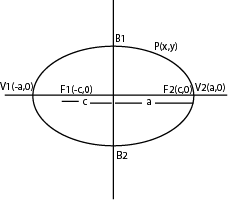 B1
P(x,y)
V1(-a,0) F1(-c,0) F2(c,0) V2(a,0)
c a
B2